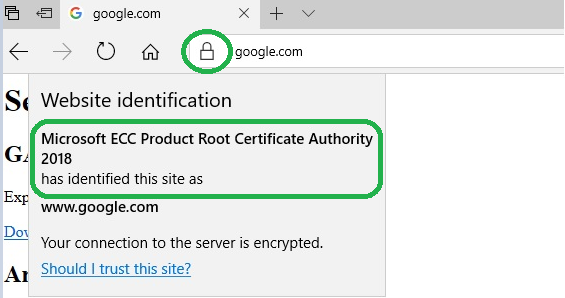 google.com
google.com
Se
Website identification
Microsoft ECC Product Root Certificate Authority
2018
GA
has identified this site as
Exp
www.google.com
Dov
Your connection to the server is encrypted.
Should I trust this site?
An